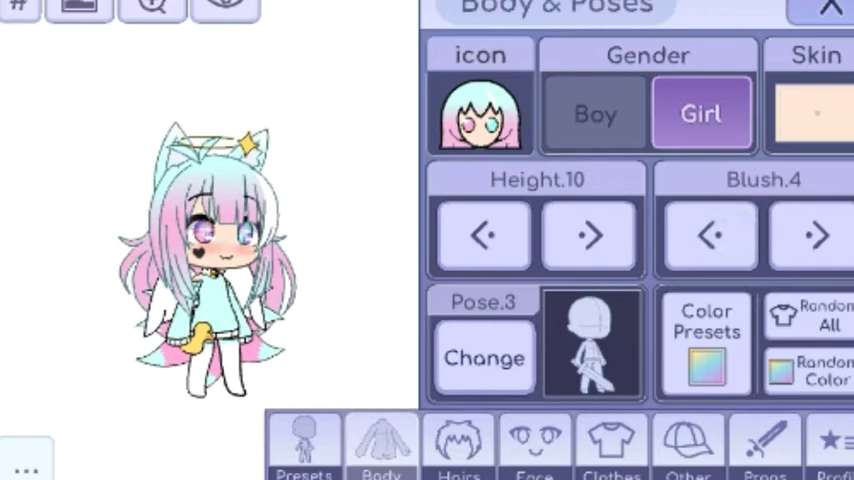 #
Body & Poses
X
icon
Gender
Skin
Boy
Girl
Height.10
Blush.4
Pose.3
Color
Presets
Random
All
Change
Random
Color
...
Presets
Body
Hairs
Face
Clothes
Other
Props
Profi